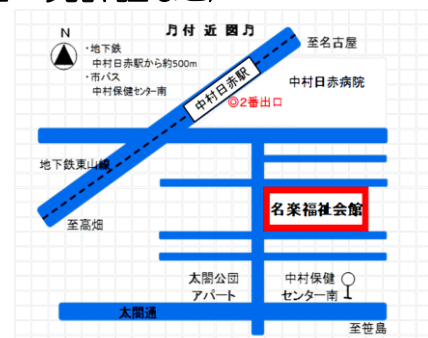 N
付近図
至名古屋
・地下鉄
中村日赤駅から約500m
・市バス
中村保健センター南
中村日赤駅
中村日赤病院
◎2番出口
地下鉄東山線
名楽福祉会館
至高畑
太閤公団
アパート
中村保健
センター南
太閤通
至笹島